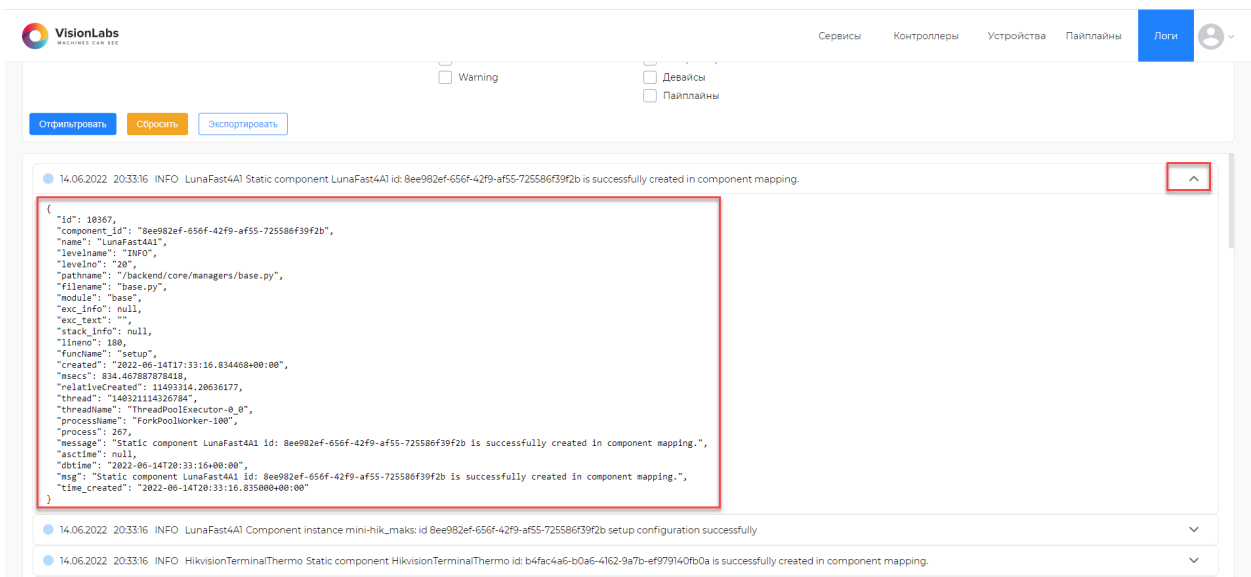 VisionLabs
MACHINES CAN SEE
Сервисы Контроллеры Устройства Пайплайны Логи
Warning Девайсы
Пайплайны
Отфильтровать Сбросить Экспортировать
14.06.2022 20:33:16 INFO LunaFast4A1 Static component LunaFast4A1 id: 8ee982ef-656f-42f9-af55-725586f39f2b is successfully created in component mapping.
{
"id": 10367,
"component_id": "8ee982ef-656f-42f9-af55-725586f39f2b",
"name": "LunaFast4A1",
"levelname": "INFO",
"levelno": "20",
"pathname": "/backend/core/managers/base.py",
"filename": "base.py",
"module": "base",
"exc_info": null,
"exc_text": "",
"stack_info": null,
"lineno": 180,
"funcName": "setup",
"created": "2022-06-14T17:33:16.834468+00:00",
"msecs": 834.467887878418,
"relativeCreated": 11493314.20636177,
"thread": "140321114326784",
"threadName": "ThreadPoolExecutor-0_0",
"processName": "ForkPoolWorker-100",
"process": 267,
"message": "Static component LunaFast4A1 id: 8ee982ef-656f-42f9-af55-725586f39f2b is successfully created in component mapping.",
"asctime": null,
"dbtime": "2022-06-14T20:33:16+00:00",
"msg": "Static component LunaFast4A1 id: 8ee982ef-656f-42f9-af55-725586f39f2b is successfully created in component mapping.",
"time_created": "2022-06-14T20:33:16.835000+00:00"
}
14.06.2022 20:33:16 INFO LunaFast4A1 Component instance mini-hik_maks: id 8ee982ef-656f-42f9-af55-725586f39f2b setup configuration successfully
14.06.2022 20:33:16 INFO HikvisionTerminalThermo Static component HikvisionTerminalThermo id: b4fac4a6-b0a6-4162-9a7b-ef979140fb0a is successfully created in component mapping.